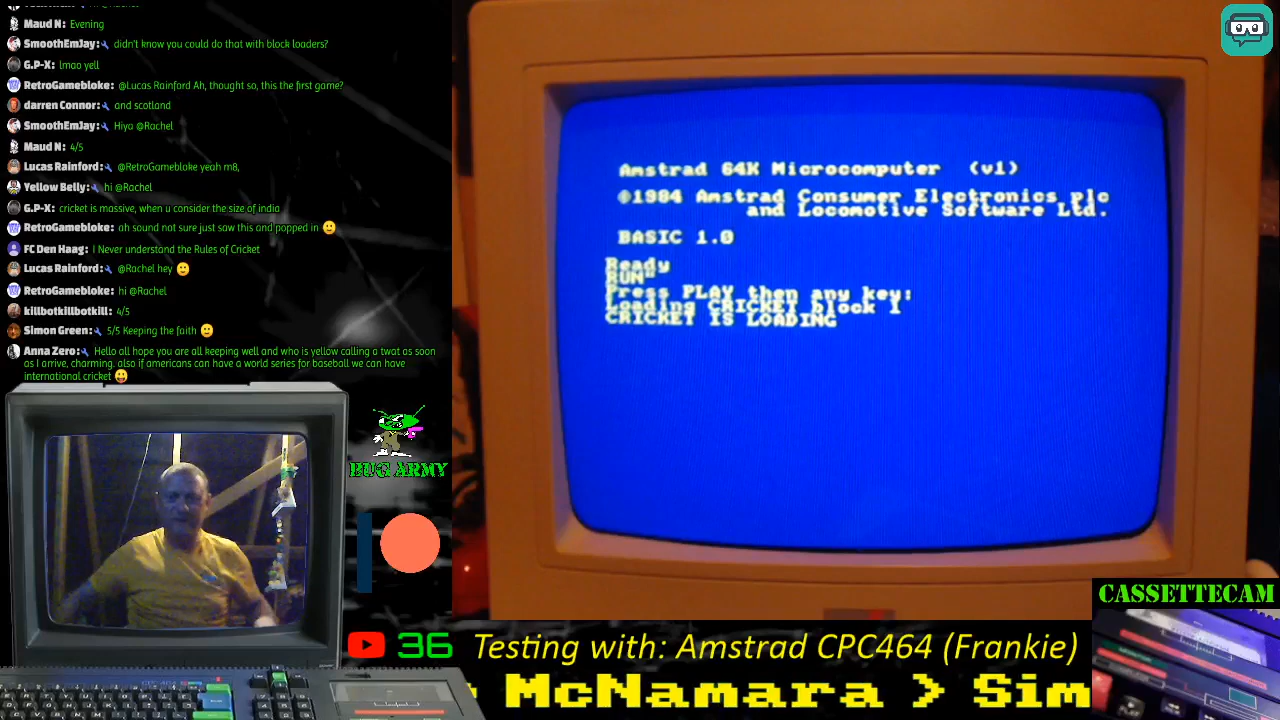 Maud N: Evening
SmoothEmJay: didn't know you could do that with block loaders?
G.P-X: lmao yell
RetroGamebloke: @Lucas Rainford Ah, thought so, this the first game?
darren Connor: and scotland
SmoothEmJay: Hiya @Rachel
Maud N: 4/5
Lucas Rainford: @RetroGamebloke yeah m8,
Yellow Belly: hi @Rachel
G.P-X: cricket is massive, when u consider the size of india
RetroGamebloke: ah sound not sure just saw this and popped in 🙂
FC Den Haag: I Never understand the Rules of Cricket
Lucas Rainford: @Rachel hey 🙂
RetroGamebloke: hi @Rachel
killbotkillbotkill: 4/5
Simon Green: 5/5 Keeping the faith 🙂
Anna Zero: Hello all hope you are all keeping well and who is yellow calling a twat as soon
as I arrive, charming. also if americans can have a world series for baseball we can have
international cricket 😛
Amstrad 64K Microcomputer (v1)
©1984 Amstrad Consumer Electronics plc
and Locomotive Software Ltd.
BASIC 1.0
Ready
RUN"
Press PLAY then any key:
Loading CRICKET block 1
CRICKET IS LOADING
BUG ARMY
CASSETTECAM
36
Testing with: Amstrad CPC464 (Frankie)
McNamara > Sim